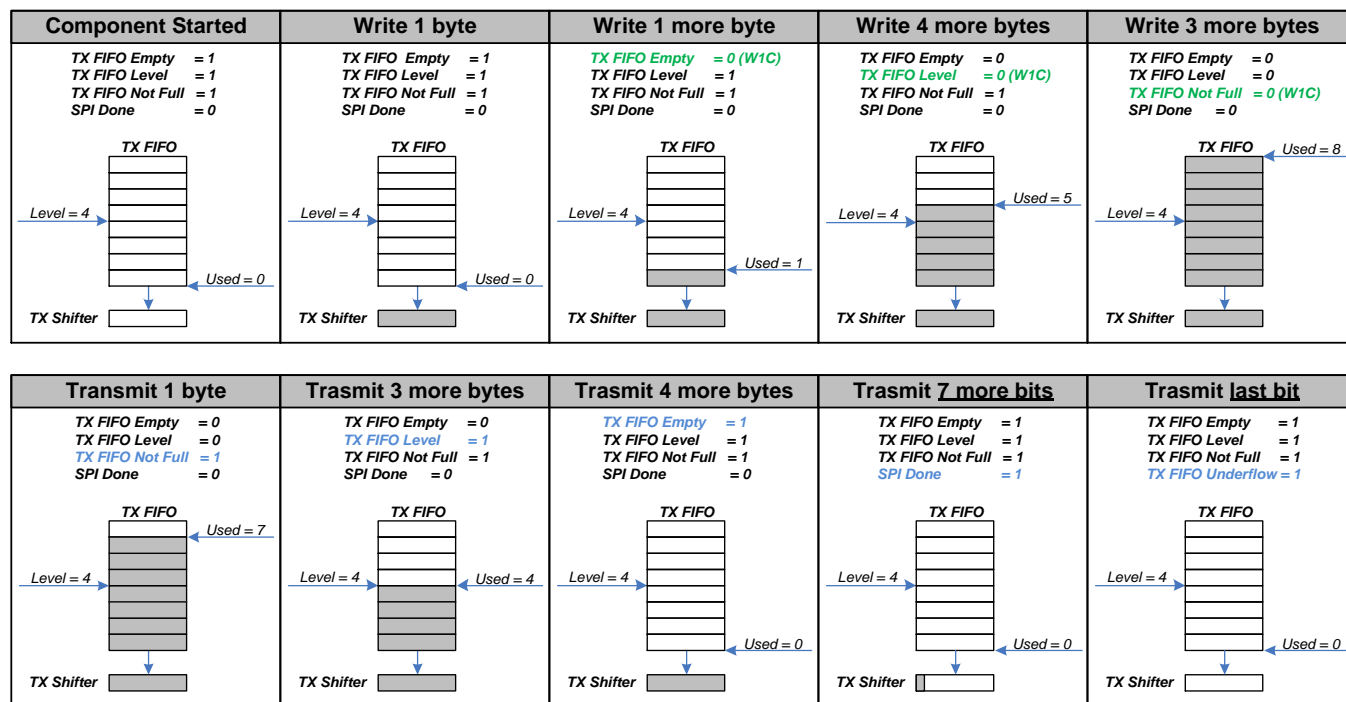 Component Started
TX FIFO Empty = 1
TX FIFO Level = 1
TX FIFO Not Full = 1
SPI Done = 0
TX FIFO
Level = 4
Used = 0
TX Shifter
Write 1 byte
TX FIFO Empty = 1
TX FIFO Level = 1
TX FIFO Not Full = 1
SPI Done = 0
TX FIFO
Level = 4
Used = 0
TX Shifter
Write 1 more byte
TX FIFO Empty = 0 (W1C)
TX FIFO Level = 1
TX FIFO Not Full = 1
SPI Done = 0
TX FIFO
Level = 4
Used = 1
TX Shifter
Write 4 more bytes
TX FIFO Empty = 0
TX FIFO Level = 0 (W1C)
TX FIFO Not Full = 1
SPI Done = 0
TX FIFO
Used = 5
Level = 4
TX Shifter
Write 3 more bytes
TX FIFO Empty = 0
TX FIFO Level = 0
TX FIFO Not Full = 0 (W1C)
SPI Done = 0
TX FIFO
Used = 8
Level = 4
TX Shifter
Transmit 1 byte
TX FIFO Empty = 0
TX FIFO Level = 0
TX FIFO Not Full = 1
SPI Done = 0
TX FIFO
Used = 7
Level = 4
TX Shifter
Trasmit 3 more bytes
TX FIFO Empty = 0
TX FIFO Level = 1
TX FIFO Not Full = 1
SPI Done = 0
TX FIFO
Level = 4
Used = 4
TX Shifter
Trasmit 4 more bytes
TX FIFO Empty = 1
TX FIFO Level = 1
TX FIFO Not Full = 1
SPI Done = 0
TX FIFO
Level = 4
Used = 0
TX Shifter
Trasmit 7 more bits
TX FIFO Empty = 1
TX FIFO Level = 1
TX FIFO Not Full = 1
SPI Done = 1
TX FIFO
Level = 4
Used = 0
TX Shifter
Trasmit last bit
TX FIFO Empty = 1
TX FIFO Level = 1
TX FIFO Not Full = 1
TX FIFO Underflow = 1
TX FIFO
Level = 4
Used = 0
TX Shifter